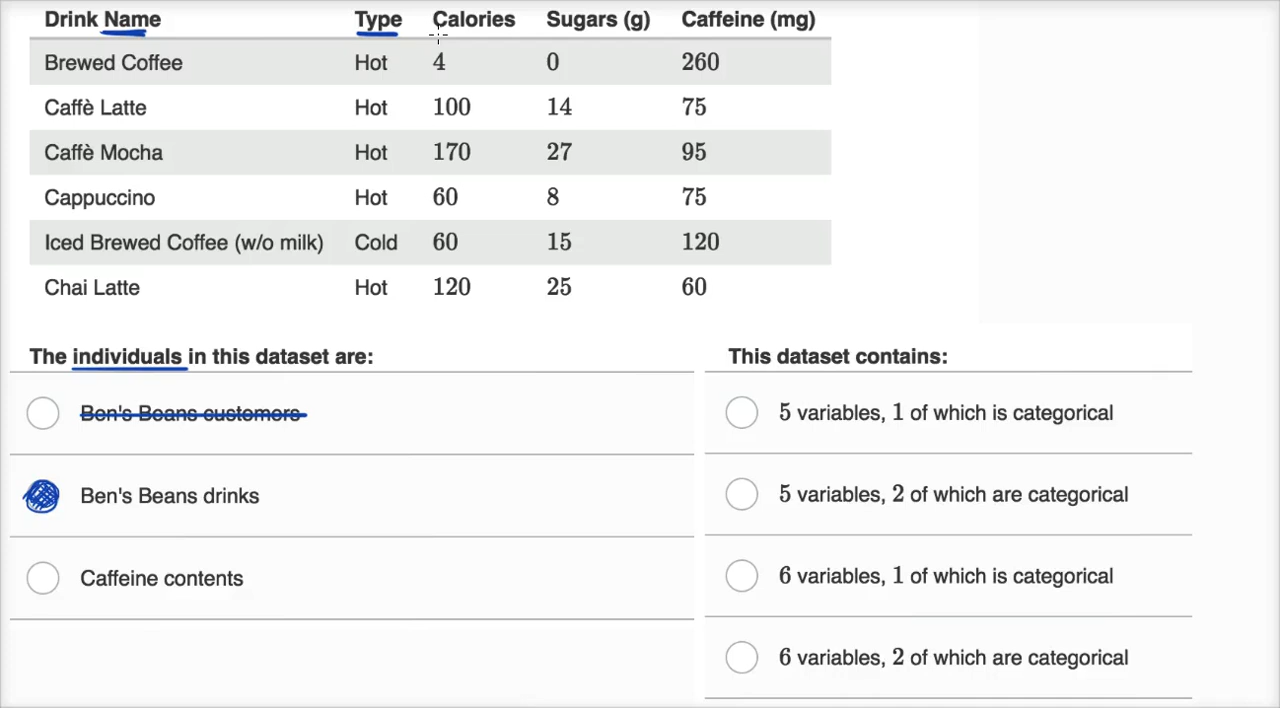 Drink Name Type Calories Sugars (g) Caffeine (mg)
Brewed Coffee Hot 4 0 260
Caffè Latte Hot 100 14 75
Caffè Mocha Hot 170 27 95
Cappuccino Hot 60 8 75
Iced Brewed Coffee (w/o milk) Cold 60 15 120
Chai Latte Hot 120 25 60
The individuals in this dataset are:
Ben's Beans customers
Ben's Beans drinks
Caffeine contents
This dataset contains:
5 variables, 1 of which is categorical
5 variables, 2 of which are categorical
6 variables, 1 of which is categorical
6 variables, 2 of which are categorical